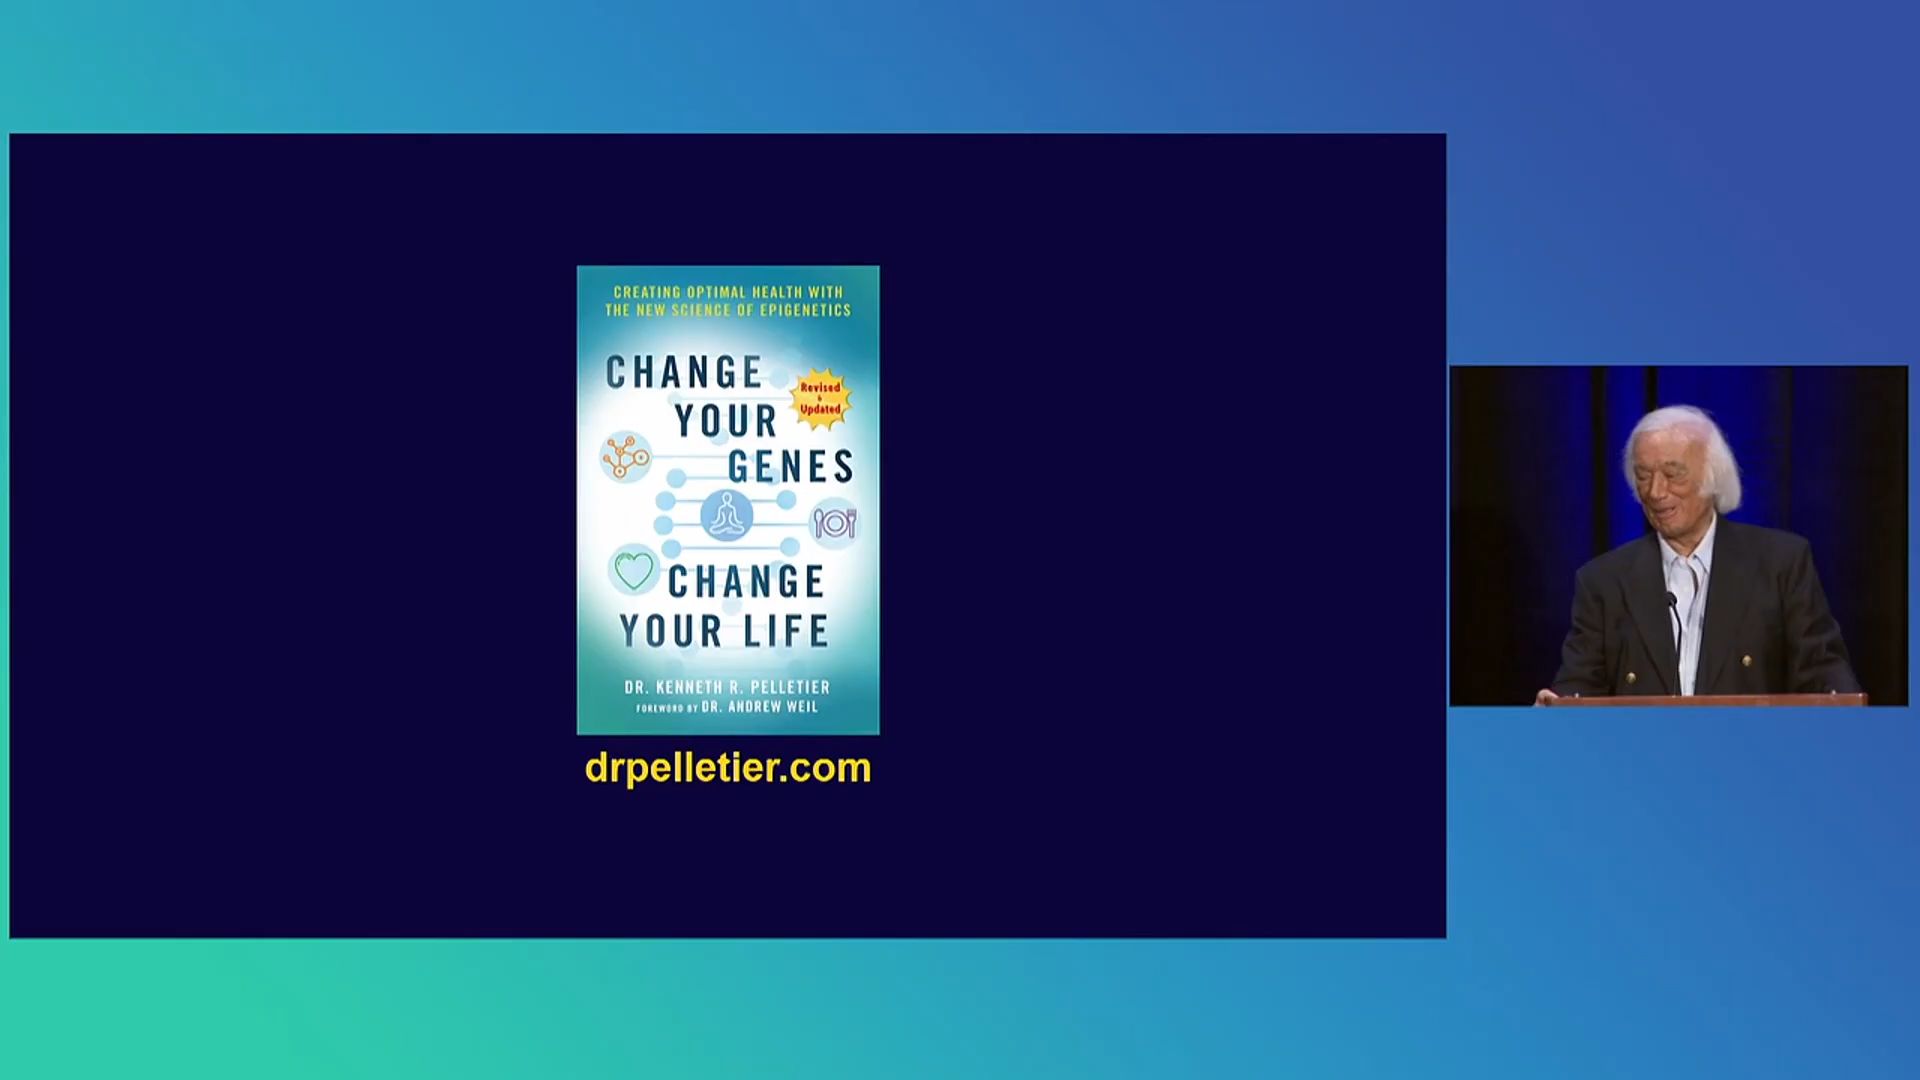 CREATING OPTIMAL HEALTH WITH
THE NEW SCIENCE OF EPIGENETICS
CHANGE
YOUR
GENES
Revised
&
Updated
CHANGE
YOUR LIFE
DR. KENNETH R. PELLETIER
FOREWORD BY DR. ANDREW WEIL
drpelletier.com